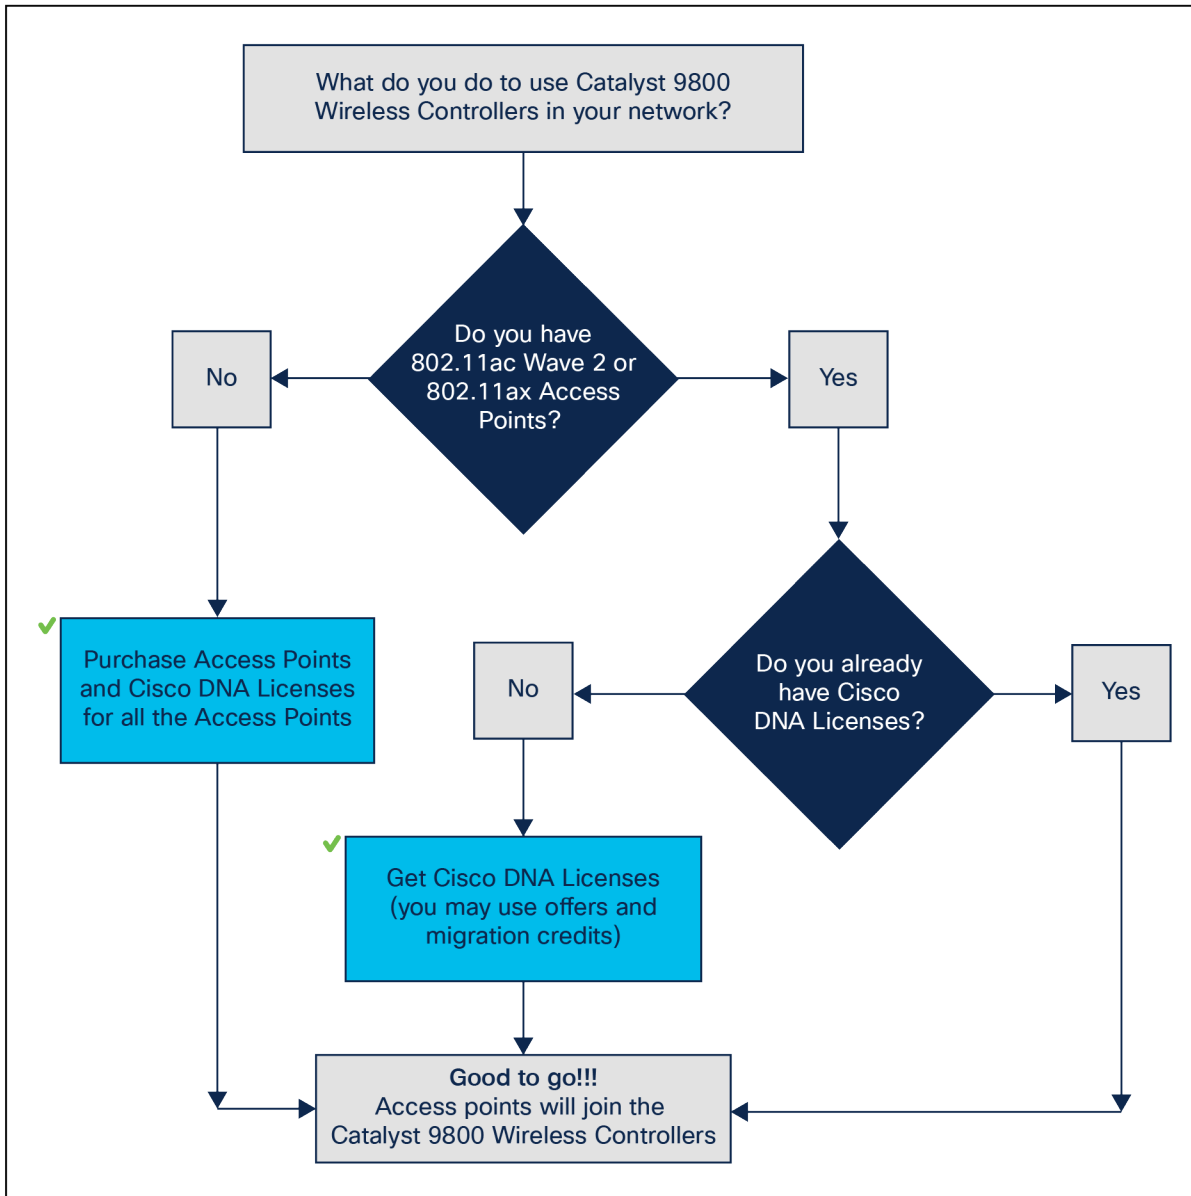 What do you do to use Catalyst 9800
Wireless Controllers in your network?
Do you have
802.11ac Wave 2 or
802.11ax Access
Points?
No
Yes
Purchase Access Points
and Cisco DNA Licenses
for all the Access Points
Do you already
have Cisco
DNA Licenses?
No
Yes
Get Cisco DNA Licenses
(you may use offers and
migration credits)
Good to go!!!
Access points will join the
Catalyst 9800 Wireless Controllers